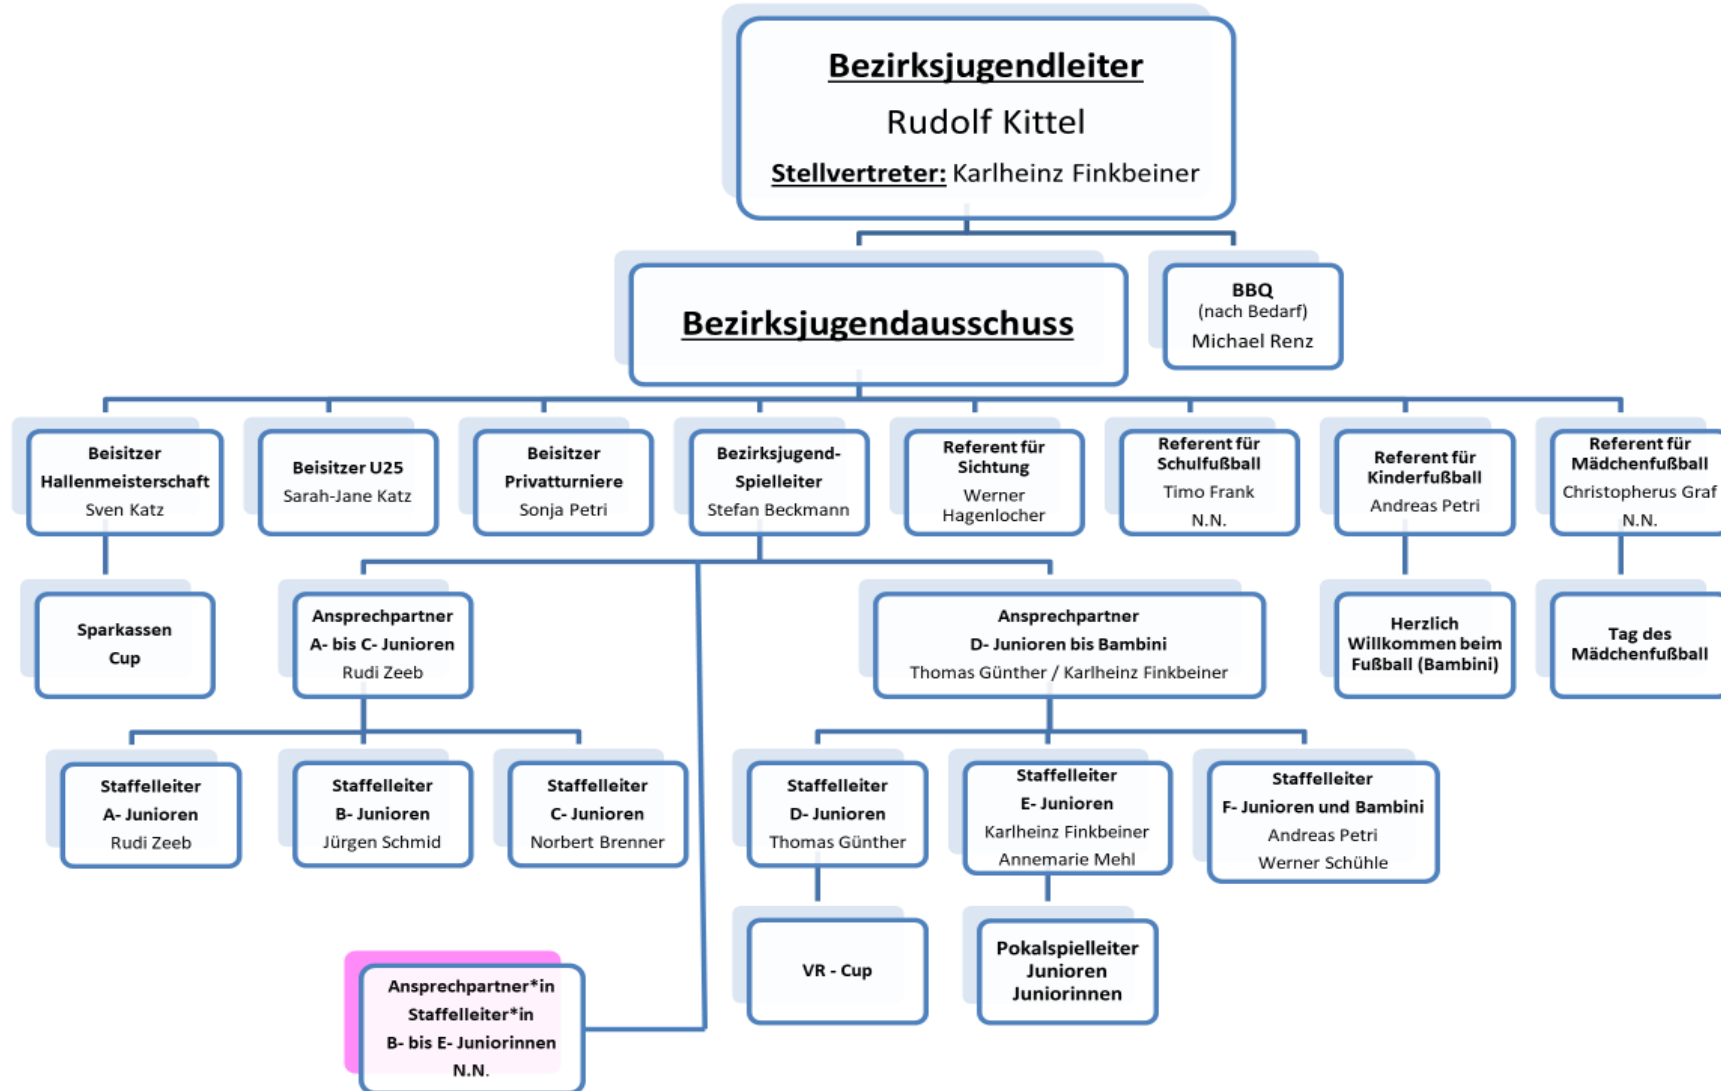 Bezirksjugendleiter
Rudolf Kittel
Stellvertreter: Karlheinz Finkbeiner
Bezirksjugendausschuss
BBQ
(nach Bedarf)
Michael Renz
Beisitzer
Hallenmeisterschaft
Sven Katz
Beisitzer U25
Sarah-Jane Katz
Beisitzer
Privatturniere
Sonja Petri
Bezirksjugend-
Spielleiter
Stefan Beckmann
Referent für
Sichtung
Werner
Hagenlocher
Referent für
Schulfußball
Timo Frank
N.N.
Referent für
Kinderfußball
Andreas Petri
Referent für
Mädchenfußball
Christopherus Graf
N.N.
Sparkassen
Cup
Ansprechpartner
A- bis C- Junioren
Rudi Zeeb
Ansprechpartner
D- Junioren bis Bambini
Thomas Günther / Karlheinz Finkbeiner
Herzlich
Willkommen beim
Fußball (Bambini)
Tag des
Mädchenfußball
Staffelleiter
A- Junioren
Rudi Zeeb
Staffelleiter
B- Junioren
Jürgen Schmid
Staffelleiter
C- Junioren
Norbert Brenner
Staffelleiter
D- Junioren
Thomas Günther
Staffelleiter
E- Junioren
Karlheinz Finkbeiner
Annemarie Mehl
Staffelleiter
F- Junioren und Bambini
Andreas Petri
Werner Schühle
VR - Cup
Pokalspielleiter
Junioren
Juniorinnen
Ansprechpartner*in
Staffelleiter*in
B- bis E- Juniorinnen
N.N.